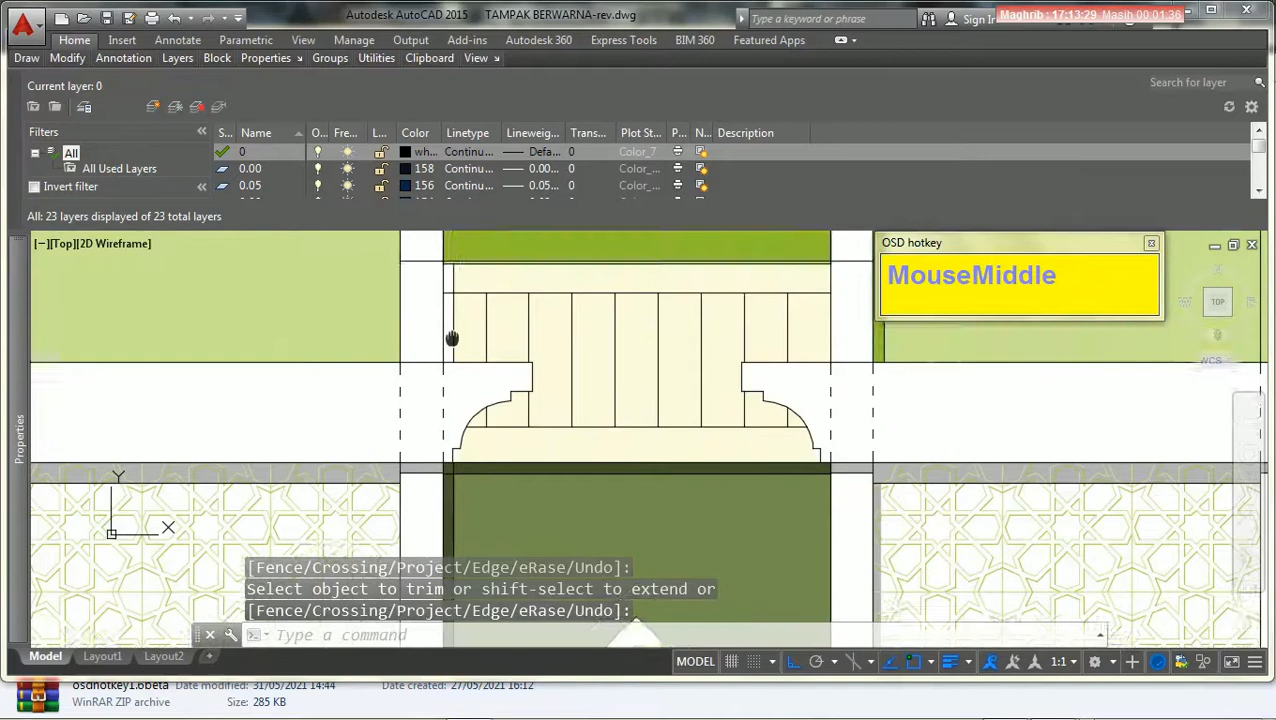 Autodesk AutoCAD 2015    TAMPAK BERWARNA-rev.dwg
Type a keyword or phrase
Sign In
Maghrib : 17:13:29 Masih 00:01:36
Home Insert Annotate Parametric View Manage Output Add-ins Autodesk 360 Express Tools BIM 360 Featured Apps
Draw Modify Annotation Layers Block Properties Groups Utilities Clipboard View
Current layer: 0
Search for layer
Filters
S... Name O... Fre... L... Color Linetype Lineweig... Trans... Plot St... P... N... Description
All
0 wh... Continu... Defa... 0 Color_7
All Used Layers
0.00 158 Continu... 0.00... 0 Color_...
Invert filter
0.05 156 Continu... 0.05... 0 Color_...
All: 23 layers displayed of 23 total layers
[−][Top][2D Wireframe]
OSD hotkey
MouseMiddle
TOP
WCS
Properties
Y
X
[Fence/Crossing/Project/Edge/eRase/Undo]:
Select object to trim or shift-select to extend or
[Fence/Crossing/Project/Edge/eRase/Undo]:
Type a command
Model Layout1 Layout2 +
MODEL
1:1
osdhotkey1.6beta Date modified: 31/05/2021 14:44 Date created: 27/05/2021 16:12
WinRAR ZIP archive Size: 285 KB